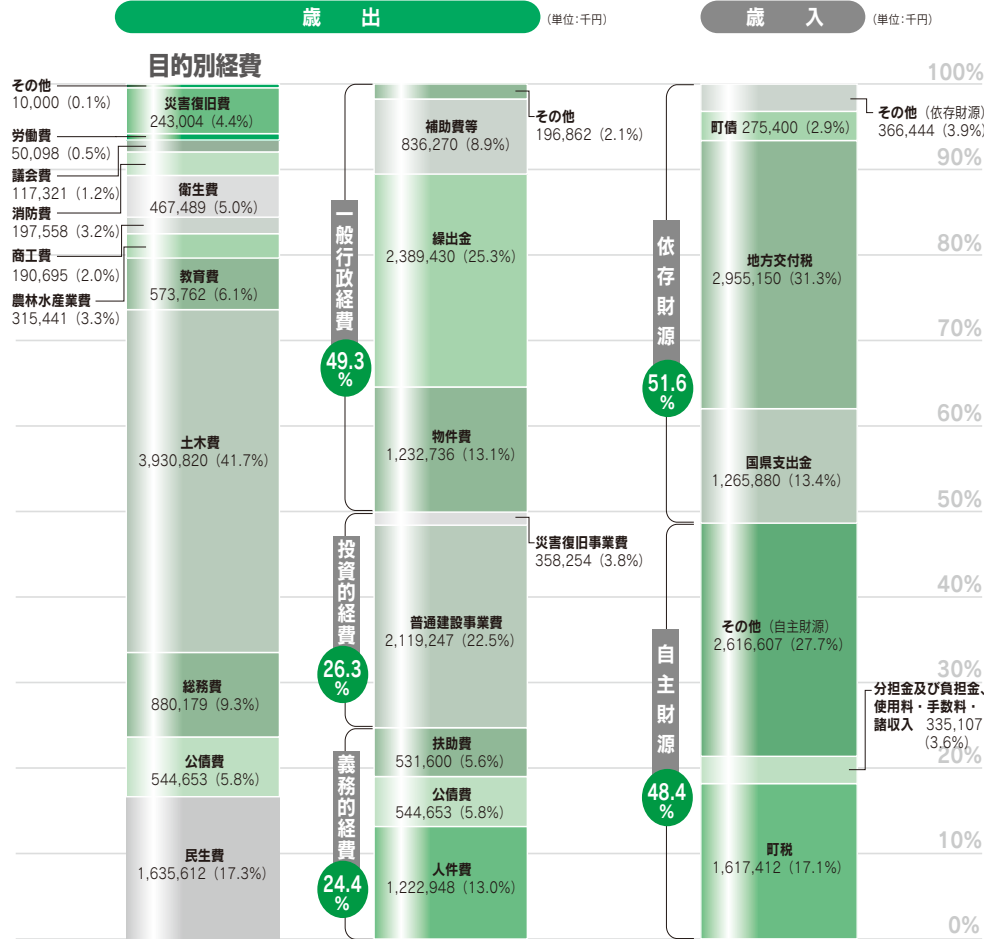 歳　出
(単位:千円)
歳　入
(単位:千円)
目的別経費
その他
10,000（0.1%）
災害復旧費
243,004（4.4%）
労働費
50,098（0.5%）
議会費
117,321（1.2%）
消防費
197,558（3.2%）
衛生費
467,489（5.0%）
商工費
190,695（2.0%）
農林水産業費
315,441（3.3%）
教育費
573,762（6.1%）
土木費
3,930,820（41.7%）
総務費
880,179（9.3%）
公債費
544,653（5.8%）
民生費
1,635,612（17.3%）
一般行政経費
49.3
%
投資的経費
26.3
%
義務的経費
24.4
%
その他
196,862（2.1%）
補助費等
836,270（8.9%）
繰出金
2,389,430（25.3%）
物件費
1,232,736（13.1%）
災害復旧事業費
358,254（3.8%）
普通建設事業費
2,119,247（22.5%）
扶助費
531,600（5.6%）
公債費
544,653（5.8%）
人件費
1,222,948（13.0%）
依存財源
51.6
%
自主財源
48.4
%
その他（依存財源）
366,444（3.9%）
町債 275,400（2.9%）
地方交付税
2,955,150（31.3%）
国県支出金
1,265,880（13.4%）
その他（自主財源）
2,616,607（27.7%）
分担金及び負担金、
使用料・手数料・
諸収入　335,107
（3.6%）
町税
1,617,412（17.1%）
100%
90%
80%
70%
60%
50%
40%
30%
20%
10%
0%